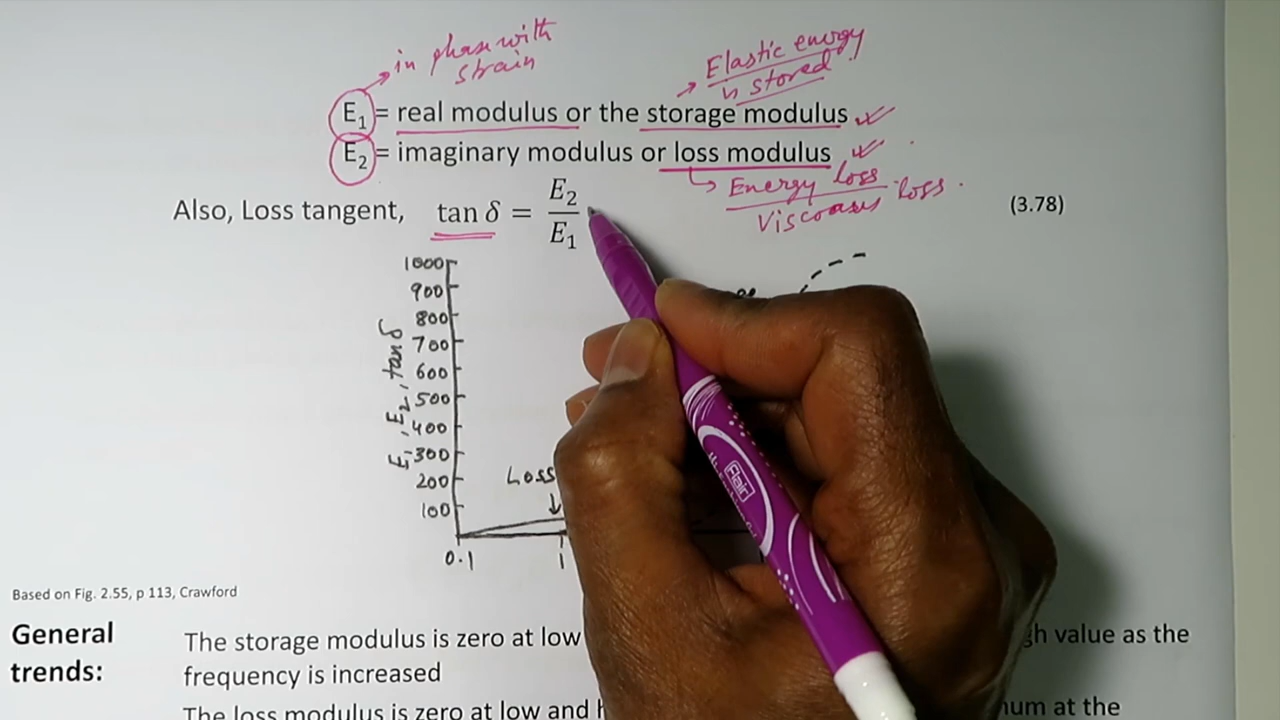 in phase with
strain
Elastic energy
is stored
E₁ = real modulus or the storage modulus
E₂ = imaginary modulus or loss modulus
Energy loss
loss.
Also, Loss tangent, tan δ = E₂/E₁ (3.78)
1000
900
800
700
600
500
400
300
200
100
E₁, E₂, tan δ
Loss
0.1
1
Flair
Based on Fig. 2.55, p 113, Crawford
General
trends:
The storage modulus is zero at low value as the
frequency is increased
The loss modulus is zero at low and at the